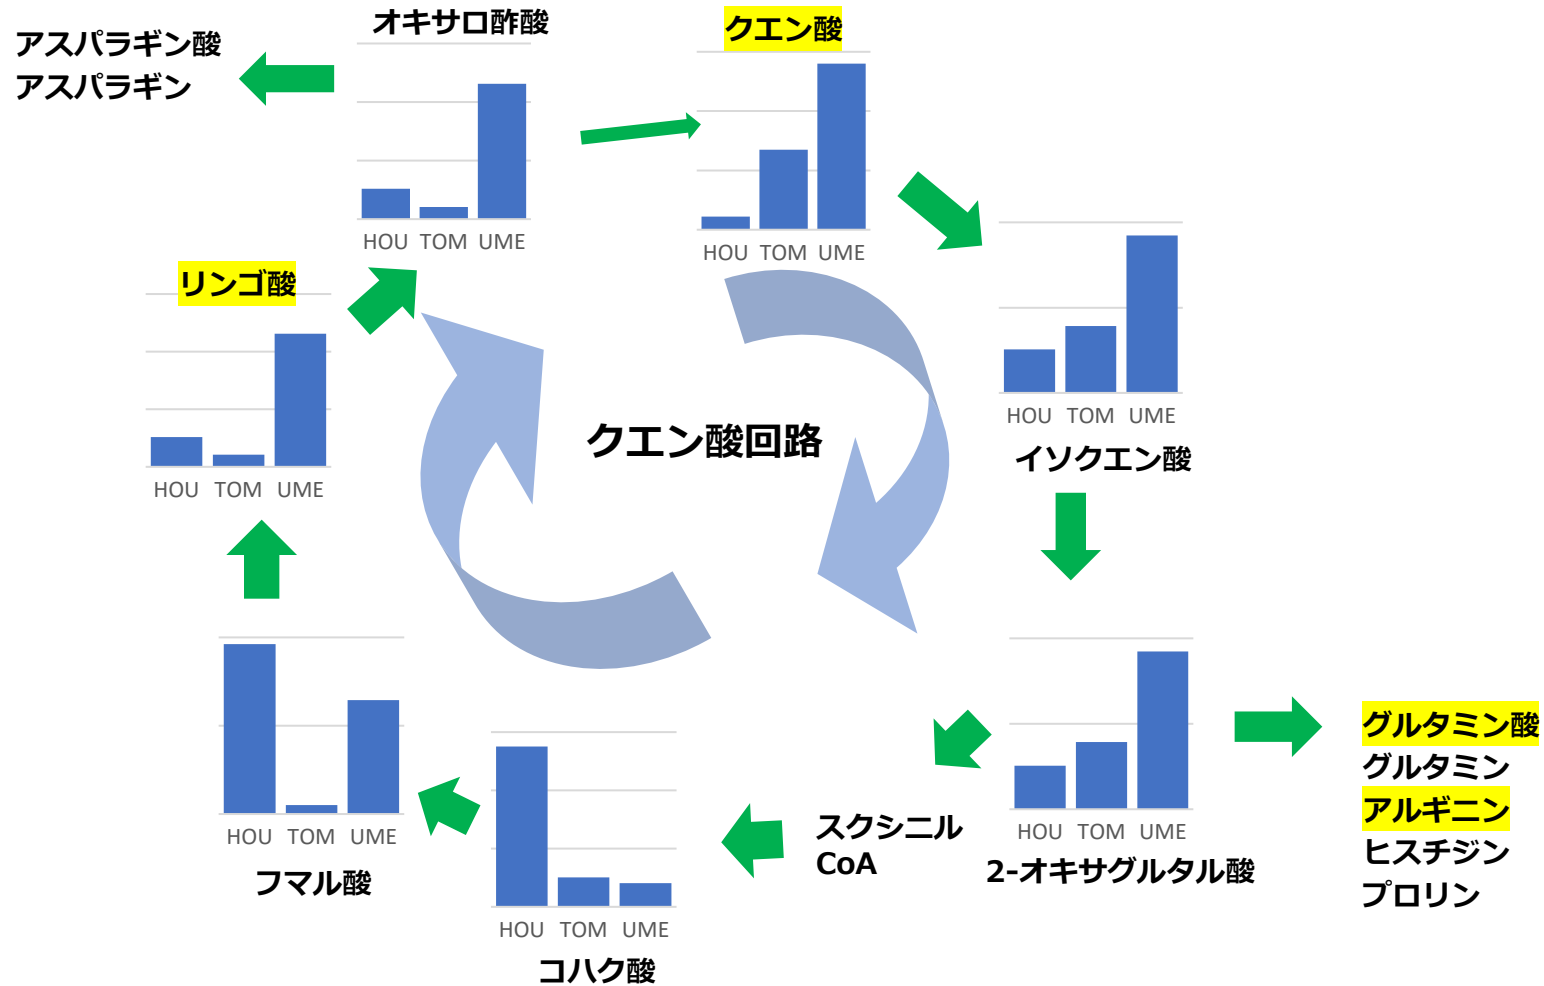 オキサロ酢酸
クエン酸
アスパラギン酸
アスパラギン
HOU TOM UME
HOU TOM UME
リンゴ酸
HOU TOM UME
イソクエン酸
クエン酸回路
HOU TOM UME
グルタミン酸
グルタミン
アルギニン
ヒスチジン
プロリン
HOU TOM UME
2-オキサグルタル酸
スクシニル
CoA
HOU TOM UME
フマル酸
HOU TOM UME
コハク酸